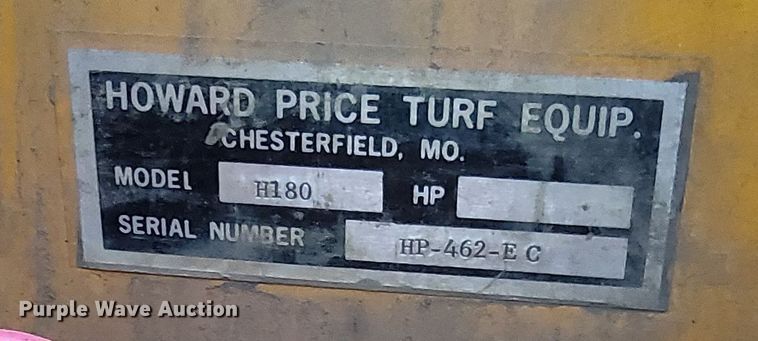 HOWARD PRICE TURF EQUIP.
CHESTERFIELD, MO.
MODEL H180 HP
SERIAL NUMBER HP-462-E C
Purple Wave Auction